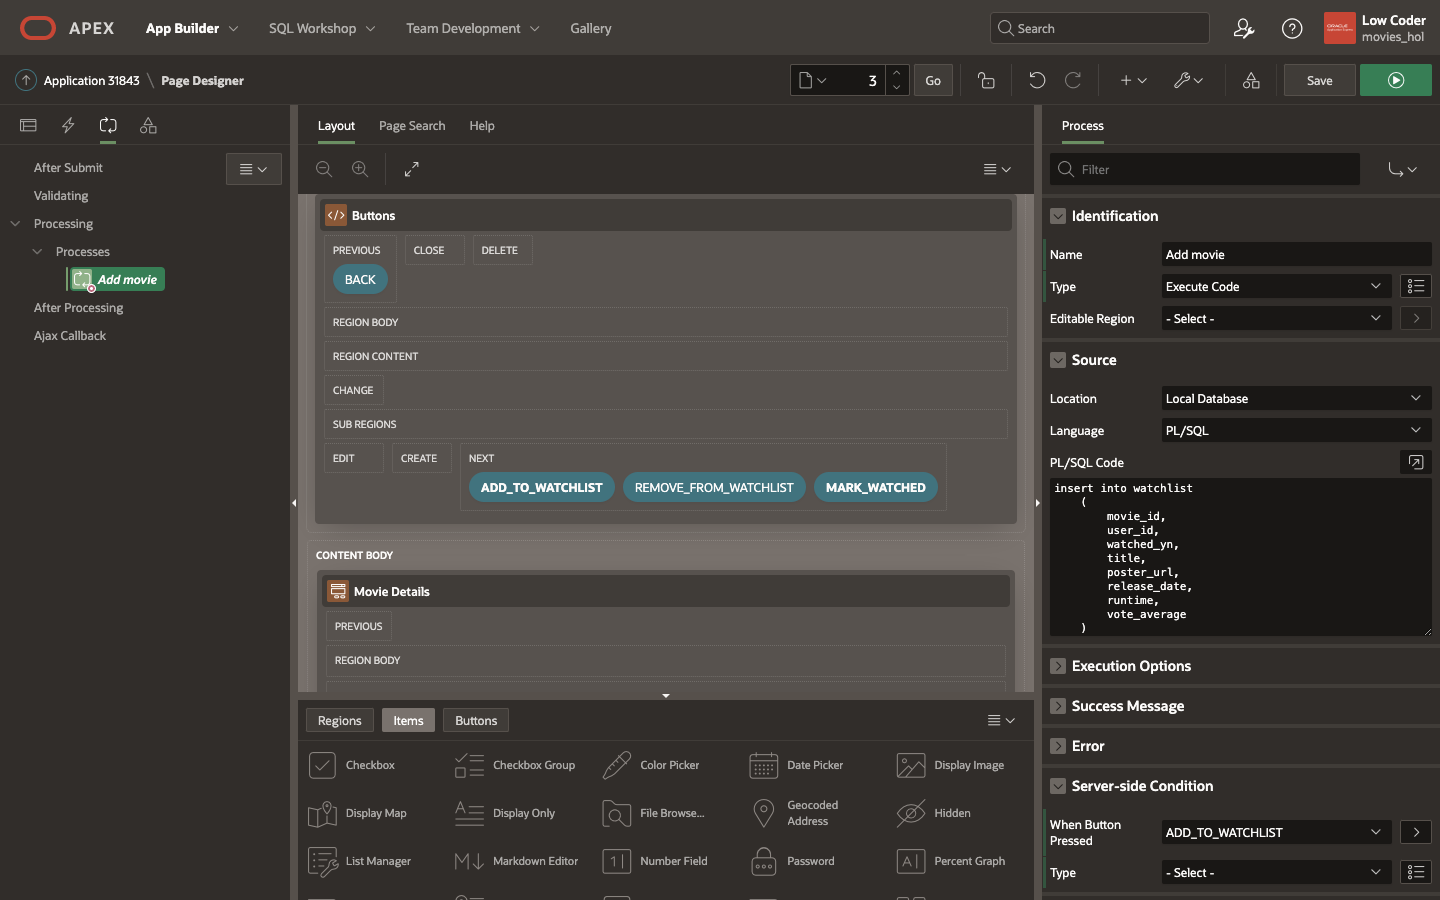 APEX
App Builder
SQL Workshop
Team Development
Gallery
Search
Low Coder
movies_hol
Application 31843 \ Page Designer
3
Go
Save
After Submit
Validating
Processing
Processes
Add movie
After Processing
Ajax Callback
Layout
Page Search
Help
Buttons
PREVIOUS
CLOSE
DELETE
BACK
REGION BODY
REGION CONTENT
CHANGE
SUB REGIONS
EDIT
CREATE
NEXT
ADD_TO_WATCHLIST
REMOVE_FROM_WATCHLIST
MARK_WATCHED
CONTENT BODY
Movie Details
PREVIOUS
REGION BODY
Regions
Items
Buttons
Checkbox
Checkbox Group
Color Picker
Date Picker
Display Image
Display Map
Display Only
File Browse...
Geocoded
Address
Hidden
List Manager
Markdown Editor
Number Field
Password
Percent Graph
Process
Filter
Identification
Name
Add movie
Type
Execute Code
Editable Region
- Select -
Source
Location
Local Database
Language
PL/SQL
PL/SQL Code
insert into watchlist
(
movie_id,
user_id,
watched_yn,
title,
poster_url,
release_date,
runtime,
vote_average
)
Execution Options
Success Message
Error
Server-side Condition
When Button
Pressed
ADD_TO_WATCHLIST
Type
- Select -